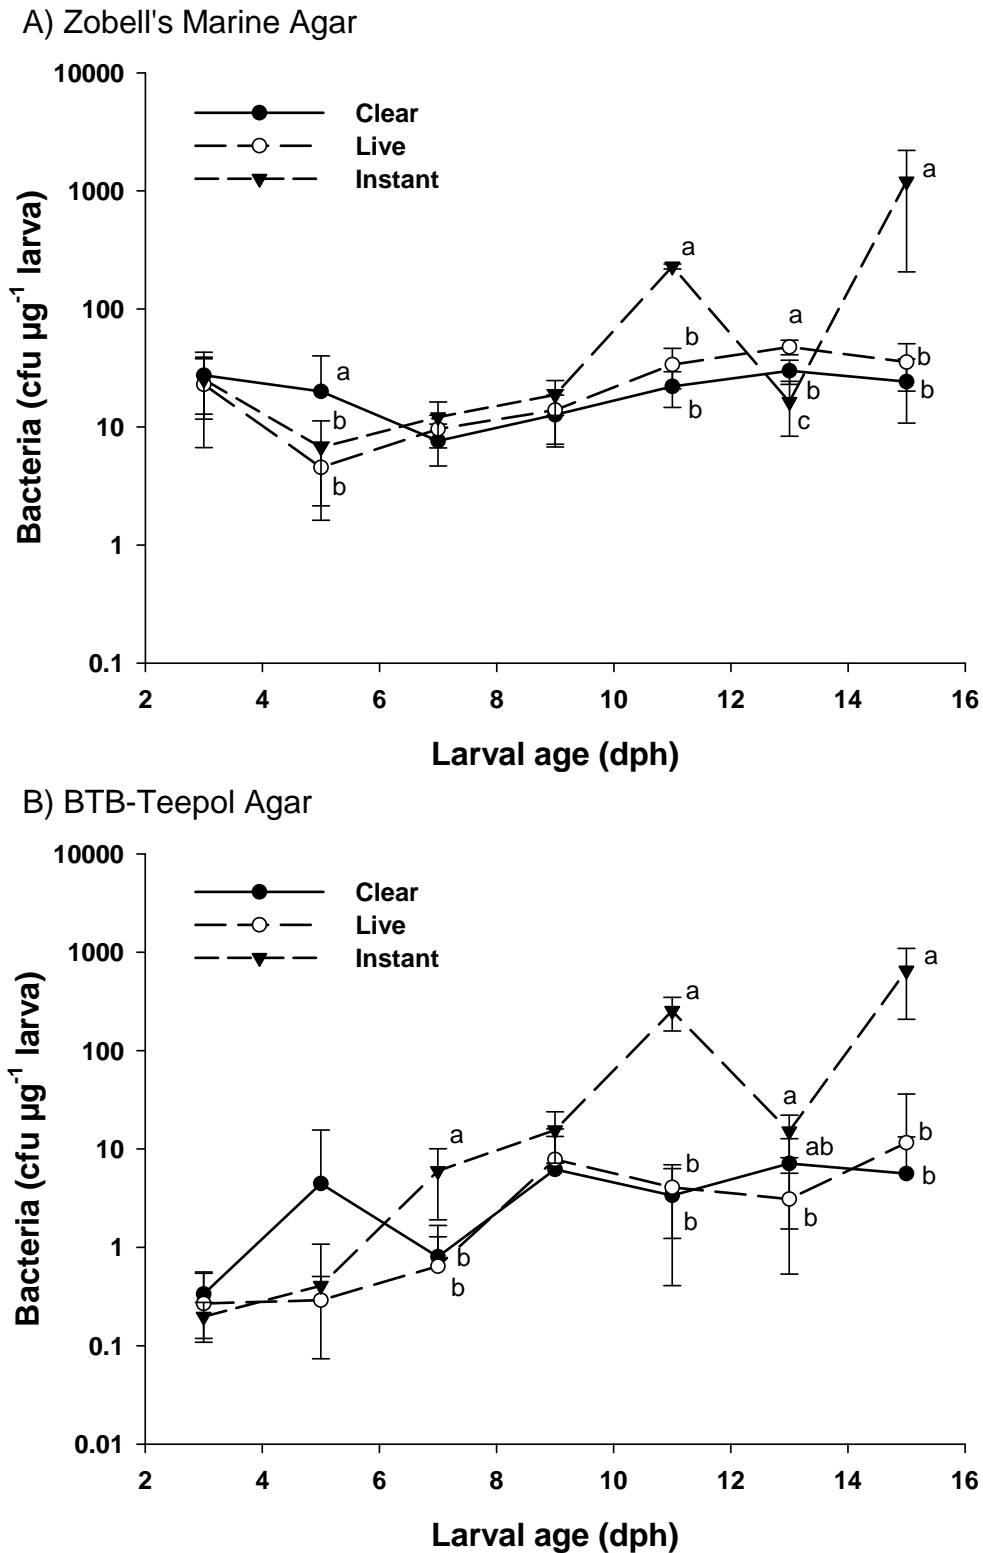 A) Zobell's Marine Agar
10000
1000
100
10
1
0.1
Bacteria (cfu µg⁻¹ larva)
Clear
Live
Instant
a
b
b
a
b
b
a
b
c
a
b
b
2 4 6 8 10 12 14 16
Larval age (dph)
B) BTB-Teepol Agar
10000
1000
100
10
1
0.1
0.01
Bacteria (cfu µg⁻¹ larva)
Clear
Live
Instant
a
b
b
a
b
b
a
ab
b
a
b
b
2 4 6 8 10 12 14 16
Larval age (dph)